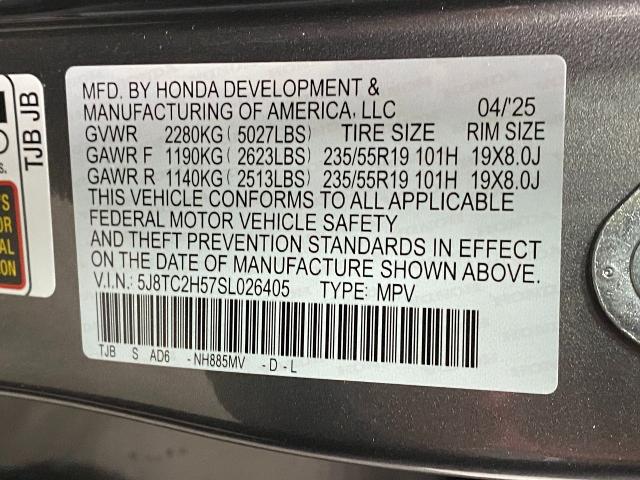 MFD. BY HONDA DEVELOPMENT &
MANUFACTURING OF AMERICA, LLC 04/'25
GVWR 2280KG ( 5027LBS) TIRE SIZE RIM SIZE
GAWR F 1190KG ( 2623LBS) 235/55R19 101H 19X8.0J
GAWR R 1140KG ( 2513LBS) 235/55R19 101H 19X8.0J
THIS VEHICLE CONFORMS TO ALL APPLICABLE
FEDERAL MOTOR VEHICLE SAFETY
AND THEFT PREVENTION STANDARDS IN EFFECT
ON THE DATE OF MANUFACTURE SHOWN ABOVE.
V.I.N.: 5J8TC2H57SL026405 TYPE: MPV
TJB S AD6 -NH885MV -D-L
TJB JB